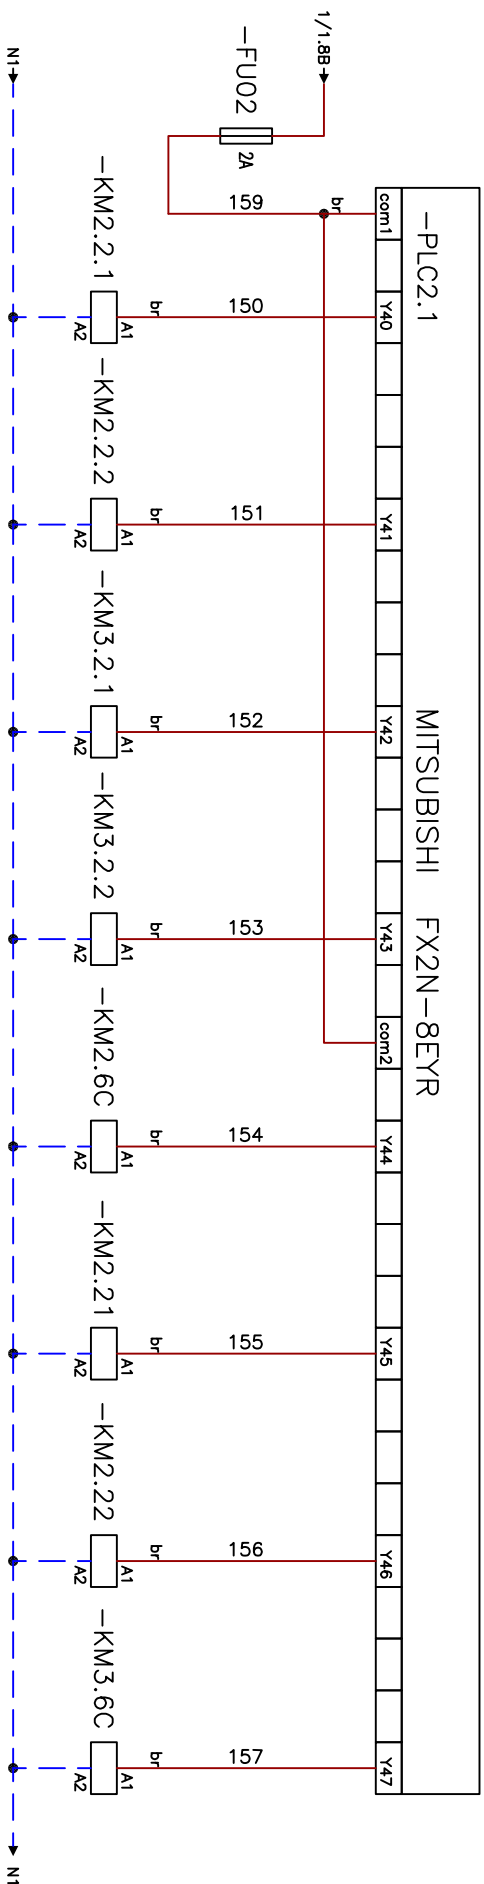 -PLC2.1 MITSUBISHI FX2N-8EYR
com1 Y40 Y41 Y42 Y43 com2 Y44 Y45 Y46 Y47
1/1.8B
br
-FU02
2A
159 150 151 152 153 154 155 156 157
br br br br br br br br
A1 A1 A1 A1 A1 A1 A1 A1
-KM2.2.1 -KM2.2.2 -KM3.2.1 -KM3.2.2 -KM2.6C -KM2.21 -KM2.22 -KM3.6C
A2 A2 A2 A2 A2 A2 A2 A2
N1 N1